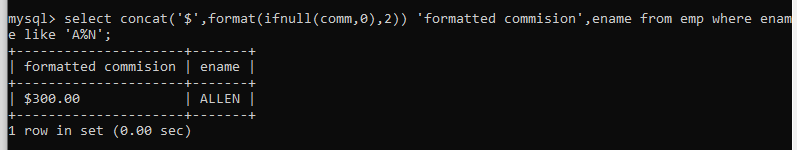 mysql> select concat('$',format(ifnull(comm,0),2)) 'formatted commision',ename from emp where enam
e like 'A%N';
+---------------------+-------+
| formatted commision | ename |
+---------------------+-------+
| $300.00             | ALLEN |
+---------------------+-------+
1 row in set (0.00 sec)